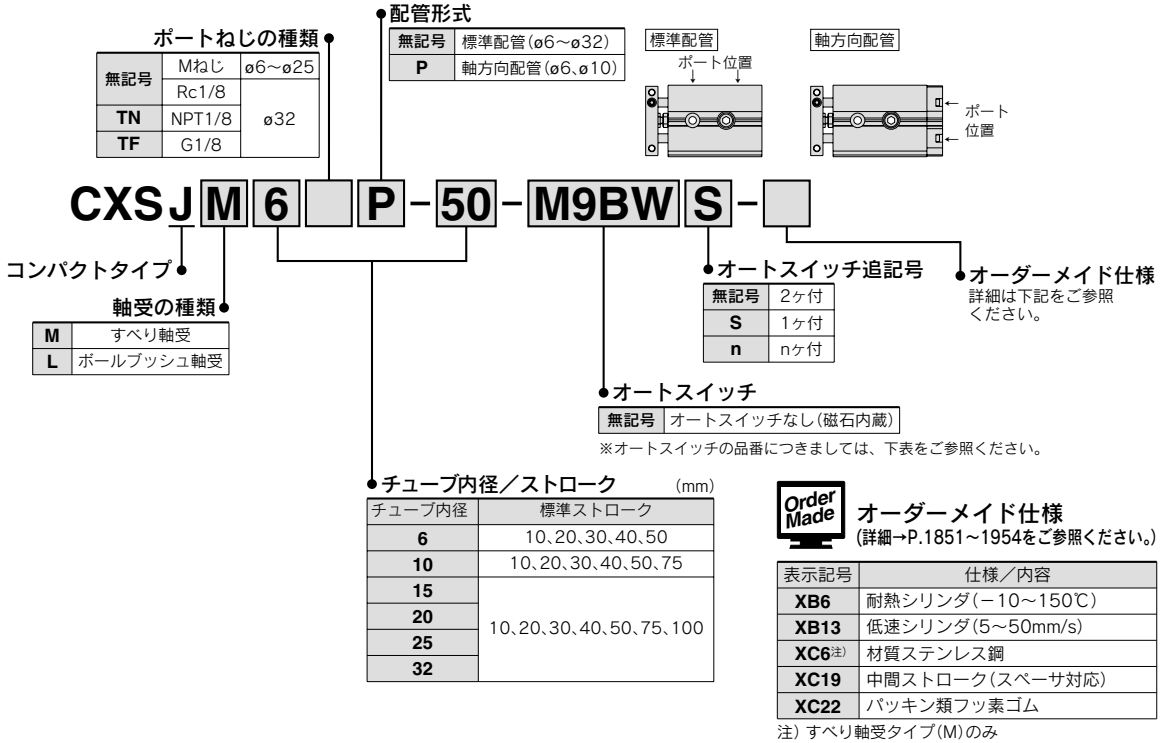 配管形式
無記号 標準配管(ø6～ø32)
P 軸方向配管(ø6、ø10)
ポートねじの種類
無記号 Mねじ ø6～ø25
Rc1/8 ø32
TN NPT1/8
TF G1/8
標準配管
ポート位置
軸方向配管
ポート
位置
CXSJ M 6 P - 50 - M9BW S -
コンパクトタイプ
軸受の種類
M すべり軸受
L ボールブッシュ軸受
オートスイッチ追記号
無記号 2ヶ付
S 1ヶ付
n nヶ付
オーダーメイド仕様
詳細は下記をご参照
ください。
オートスイッチ
無記号 オートスイッチなし(磁石内蔵)
※オートスイッチの品番につきましては、下表をご参照ください。
チューブ内径／ストローク (mm)
チューブ内径 標準ストローク
6 10、20、30、40、50
10 10、20、30、40、50、75
15 10、20、30、40、50、75、100
20
25
32
Order
Made
オーダーメイド仕様
(詳細→P.1851～1954をご参照ください。)
表示記号 仕様／内容
XB6 耐熱シリンダ(－10～150℃)
XB13 低速シリンダ(5～50mm/s)
XC6注) 材質ステンレス鋼
XC19 中間ストローク(スペーサ対応)
XC22 パッキン類フッ素ゴム
注) すべり軸受タイプ(M)のみ